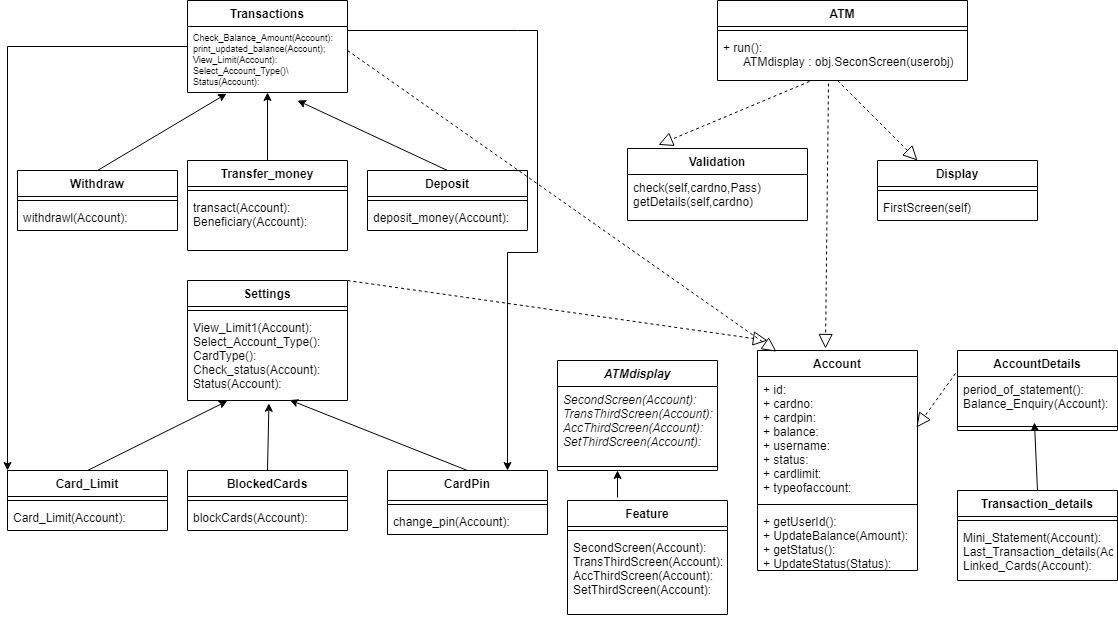 Transactions
Check_Balance_Amount(Account):
print_updated_balance(Account);
View_Limit(Account):
Select_Account_Type()\
Status(Account):
ATM
+ run():
ATMdisplay : obj.SeconScreen(userobj)
Validation
check(self,cardno,Pass)
getDetails(self,cardno)
Display
FirstScreen(self)
Withdraw
withdrawl(Account):
Transfer_money
transact(Account):
Beneficiary(Account):
Deposit
deposit_money(Account):
Settings
View_Limit1(Account):
Select_Account_Type():
CardType():
Check_status(Account):
Status(Account):
ATMdisplay
SecondScreen(Account):
TransThirdScreen(Account):
AccThirdScreen(Account):
SetThirdScreen(Account):
Account
+ id:
+ cardno:
+ cardpin:
+ balance:
+ username:
+ status:
+ cardlimit:
+ typeofaccount:
+ getUserId():
+ UpdateBalance(Amount):
+ getStatus():
+ UpdateStatus(Status):
AccountDetails
period_of_statement():
Balance_Enquiry(Account):
Card_Limit
Card_Limit(Account):
BlockedCards
blockCards(Account):
CardPin
change_pin(Account):
Feature
SecondScreen(Account):
TransThirdScreen(Account):
AccThirdScreen(Account):
SetThirdScreen(Account):
Transaction_details
Mini_Statement(Account):
Last_Transaction_details(Ac
Linked_Cards(Account):